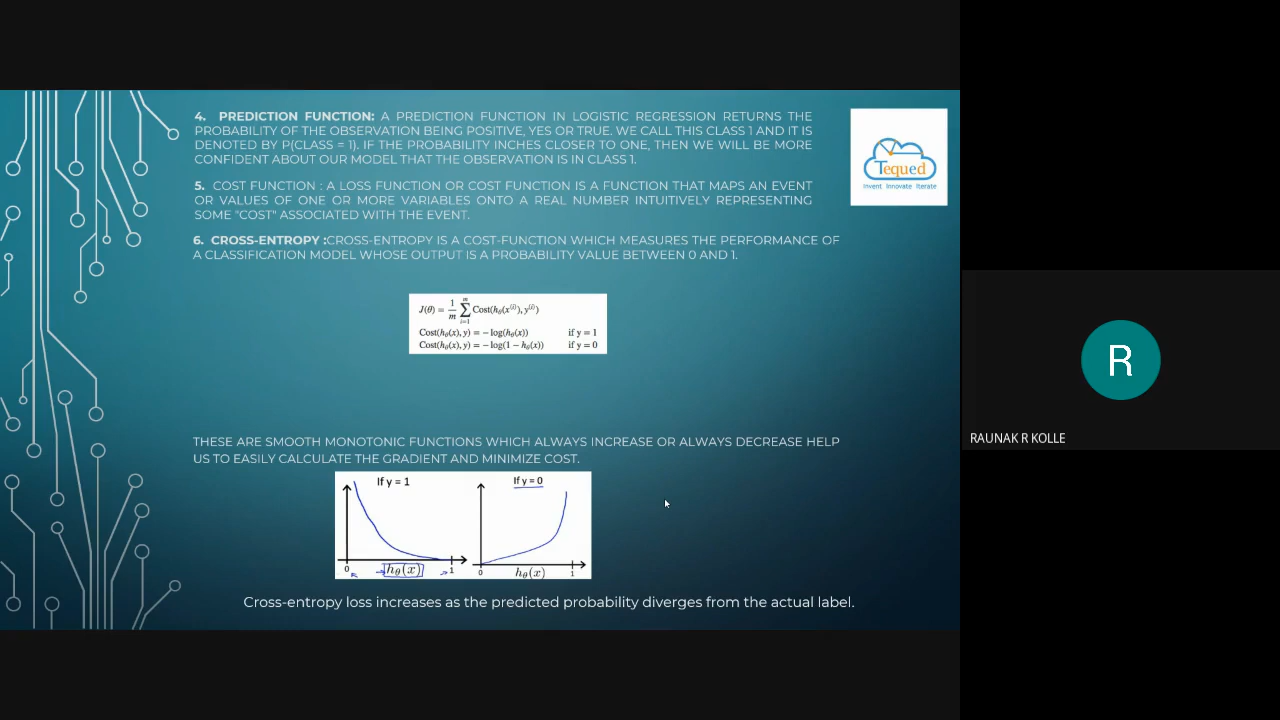 4. PREDICTION FUNCTION: A PREDICTION FUNCTION IN LOGISTIC REGRESSION RETURNS THE
PROBABILITY OF THE OBSERVATION BEING POSITIVE, YES OR TRUE. WE CALL THIS CLASS 1 AND IT IS
DENOTED BY P(CLASS = 1). IF THE PROBABILITY INCHES CLOSER TO ONE, THEN WE WILL BE MORE
CONFIDENT ABOUT OUR MODEL THAT THE OBSERVATION IS IN CLASS 1.
Tequed
Invent Innovate Iterate
5. COST FUNCTION : A LOSS FUNCTION OR COST FUNCTION IS A FUNCTION THAT MAPS AN EVENT
OR VALUES OF ONE OR MORE VARIABLES ONTO A REAL NUMBER INTUITIVELY REPRESENTING
SOME "COST" ASSOCIATED WITH THE EVENT.
6. CROSS-ENTROPY :CROSS-ENTROPY IS A COST-FUNCTION WHICH MEASURES THE PERFORMANCE OF
A CLASSIFICATION MODEL WHOSE OUTPUT IS A PROBABILITY VALUE BETWEEN 0 AND 1.
J(θ) = 1/m ∑ᵢ₌₁ᵐ Cost(hθ(x⁽ⁱ⁾), y⁽ⁱ⁾)
Cost(hθ(x), y) = − log(hθ(x)) if y = 1
Cost(hθ(x), y) = − log(1 − hθ(x)) if y = 0
THESE ARE SMOOTH MONOTONIC FUNCTIONS WHICH ALWAYS INCREASE OR ALWAYS DECREASE HELP
US TO EASILY CALCULATE THE GRADIENT AND MINIMIZE COST.
If y = 1
If y = 0
0 hθ(x) 1
0 hθ(x) 1
Cross-entropy loss increases as the predicted probability diverges from the actual label.
R
RAUNAK R KOLLE